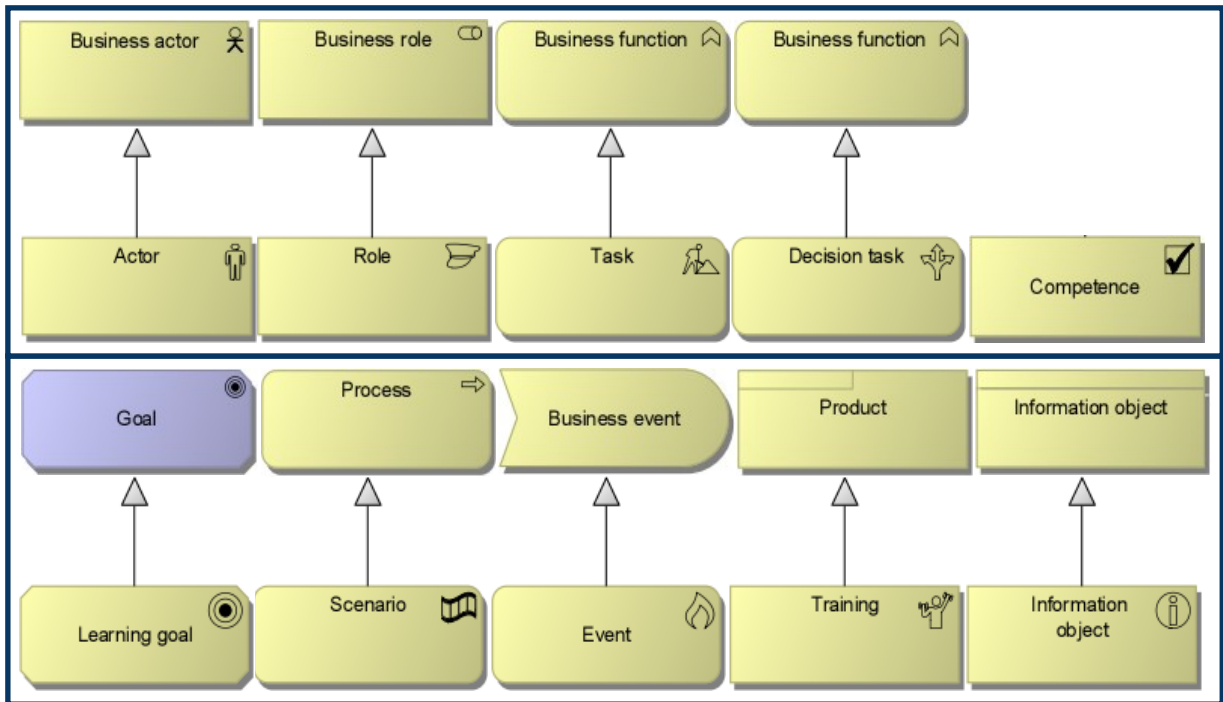 Business actor
Business role
Business function
Business function
Actor
Role
Task
Decision task
Competence
Goal
Process
Business event
Product
Information object
Learning goal
Scenario
Event
Training
Information
object